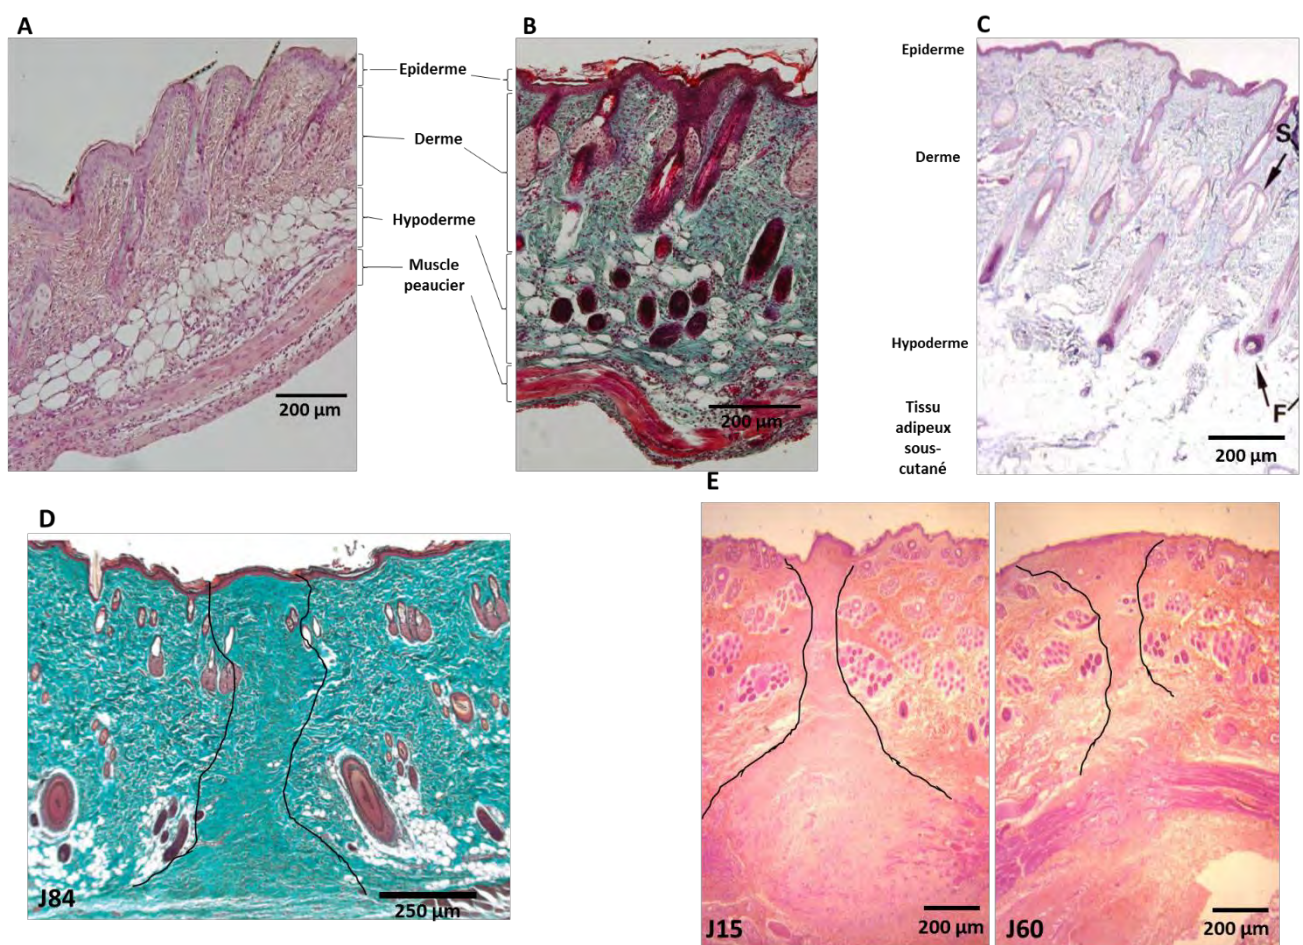 A
B
C
Epiderme
Derme
Hypoderme
Muscle
peaucier
200 µm
200 µm
Epiderme
Derme
Hypoderme
Tissu
adipeux
sous-
cutané
S
F
200 µm
D
J84
250 µm
E
J15
200 µm
J60
200 µm